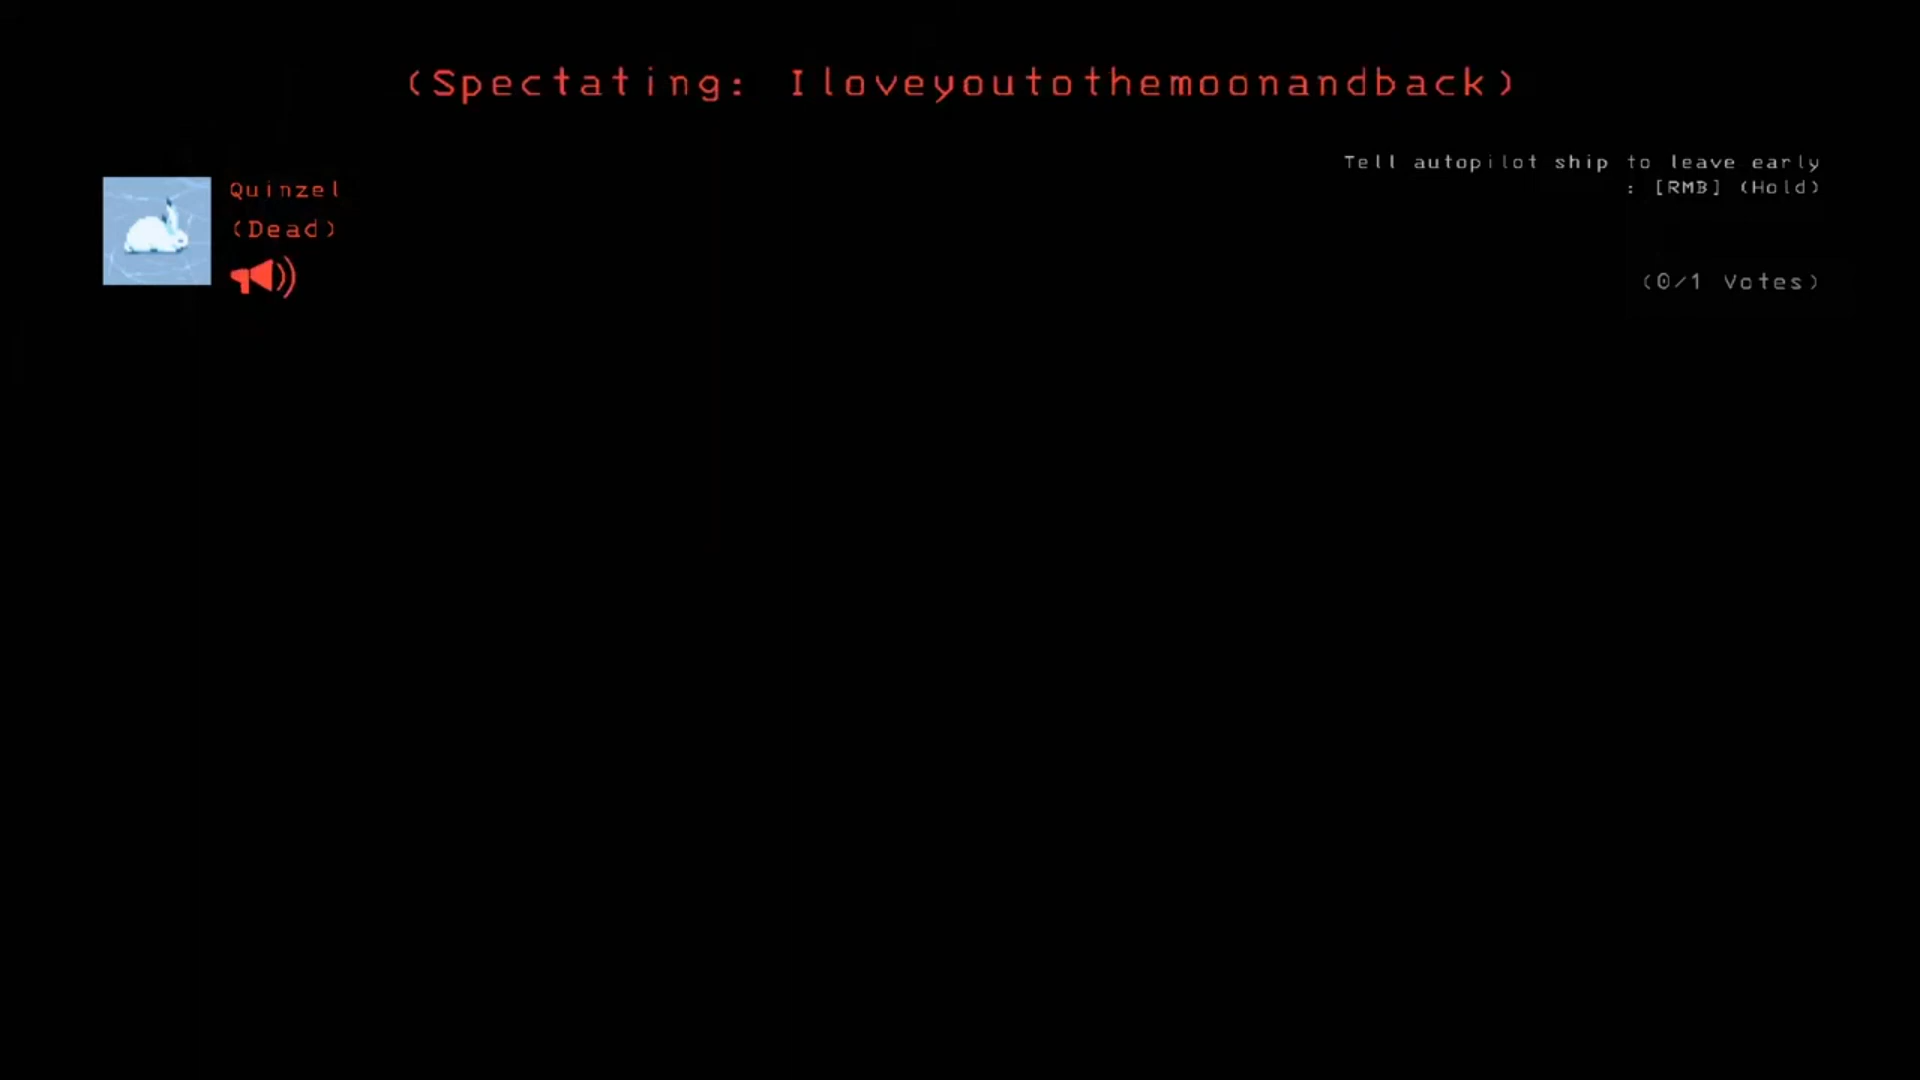 (Spectating: Iloveyoutothemoonandback)
Quinzel
(Dead)
Tell autopilot ship to leave early
: [RMB] (Hold)
(0/1 Votes)